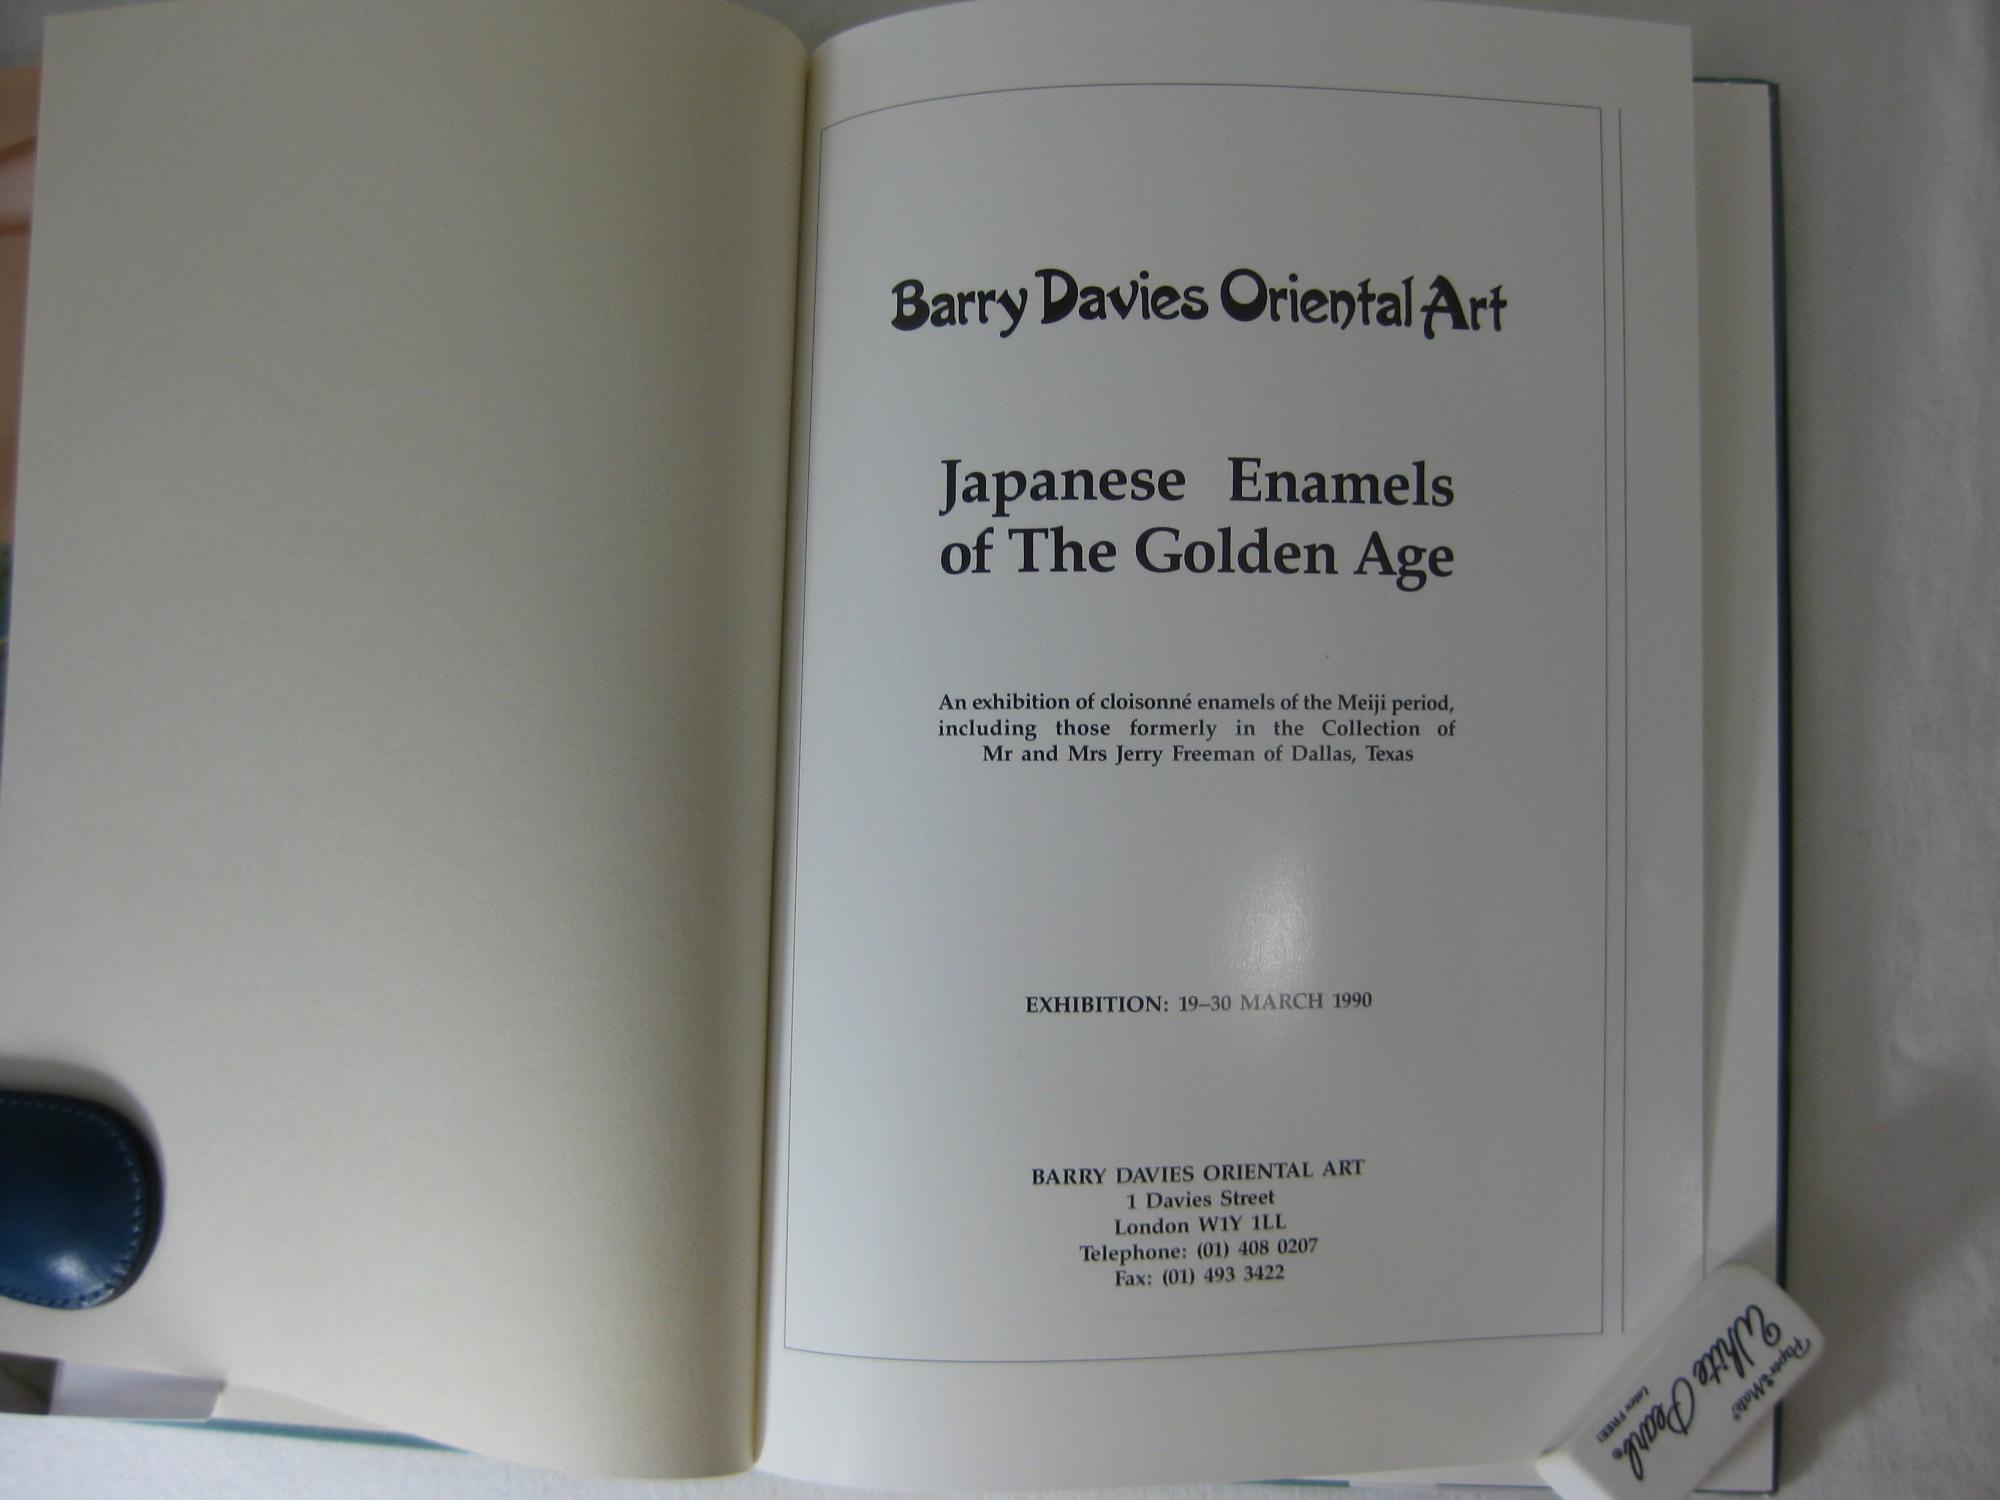 Barry Davies Oriental Art
Japanese Enamels
of The Golden Age
An exhibition of cloisonné enamels of the Meiji period,
including those formerly in the Collection of
Mr and Mrs Jerry Freeman of Dallas, Texas
EXHIBITION: 19–30 MARCH 1990
BARRY DAVIES ORIENTAL ART
1 Davies Street
London W1Y 1LL
Telephone: (01) 408 0207
Fax: (01) 493 3422
Paper Mate®
White Pearl®
Latex FREE!